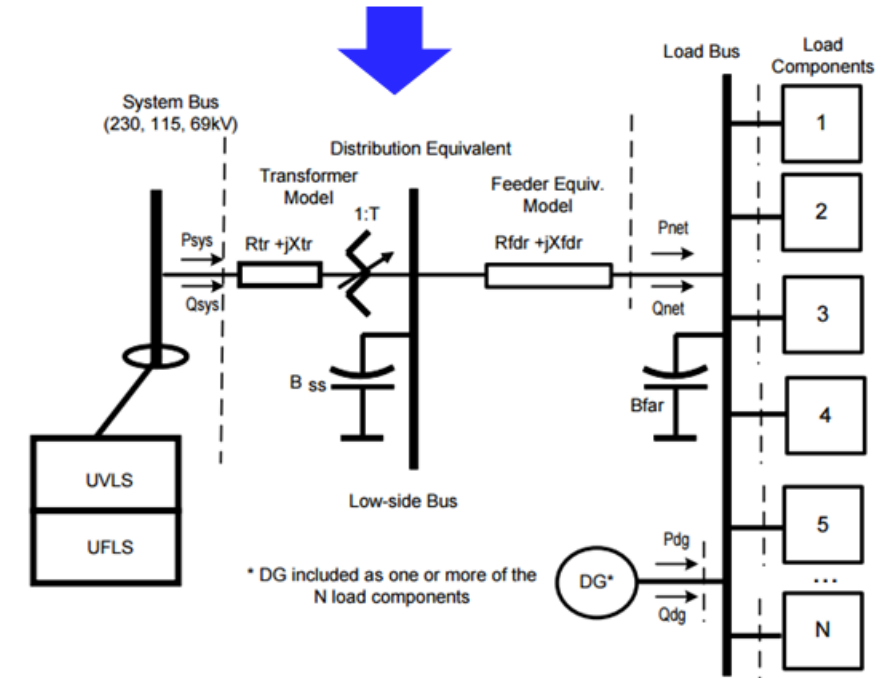 Load Bus
Load
Components
System Bus
(230, 115, 69kV)
Distribution Equivalent
Transformer
Model
Feeder Equiv.
Model
1:T
Psys
Rtr +jXtr
Rfdr +jXfdr
Pnet
Qsys
Qnet
B ss
Bfar
UVLS
UFLS
Low-side Bus
* DG included as one or more of the
N load components
DG*
Pdg
Qdg
1
2
3
4
5
...
N